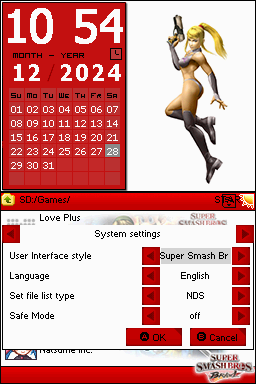 10 54
MONTH - YEAR
12 / 2024
Su Mo Tu We Th Fr Sa
01 02 03 04 05 06 07
08 09 10 11 12 13 14
15 16 17 18 19 20 21
22 23 24 25 26 27 28
29 30 31
SD:/Games/
Love Plus
SUPER
System settings
User Interface style Super Smash Br
Language English
Set file list type NDS
Safe Mode off
A OK B Cancel
Natsume Inc.
SUPER
SMASH BROS
Brawl